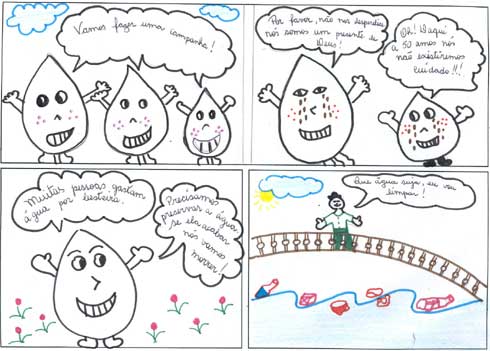 Vamos fazer uma campanha!
Por favor, não nos desperdice
nós somos um presente de
Deus!
Oh! Daqui
a 50 anos nós
não existiremos
cuidado!!!
Muitas pessoas gastam
água por besteira.
Precisamos
preservar a água
se ela acabar
nós vamos
morrer!
Que água suja, eu vou
limpar!